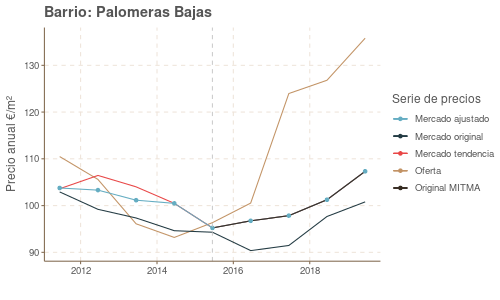 Barrio: Palomeras Bajas
Precio anual €/m²
130
120
110
100
90
2012
2014
2016
2018
Serie de precios
Mercado ajustado
Mercado original
Mercado tendencia
Oferta
Original MITMA